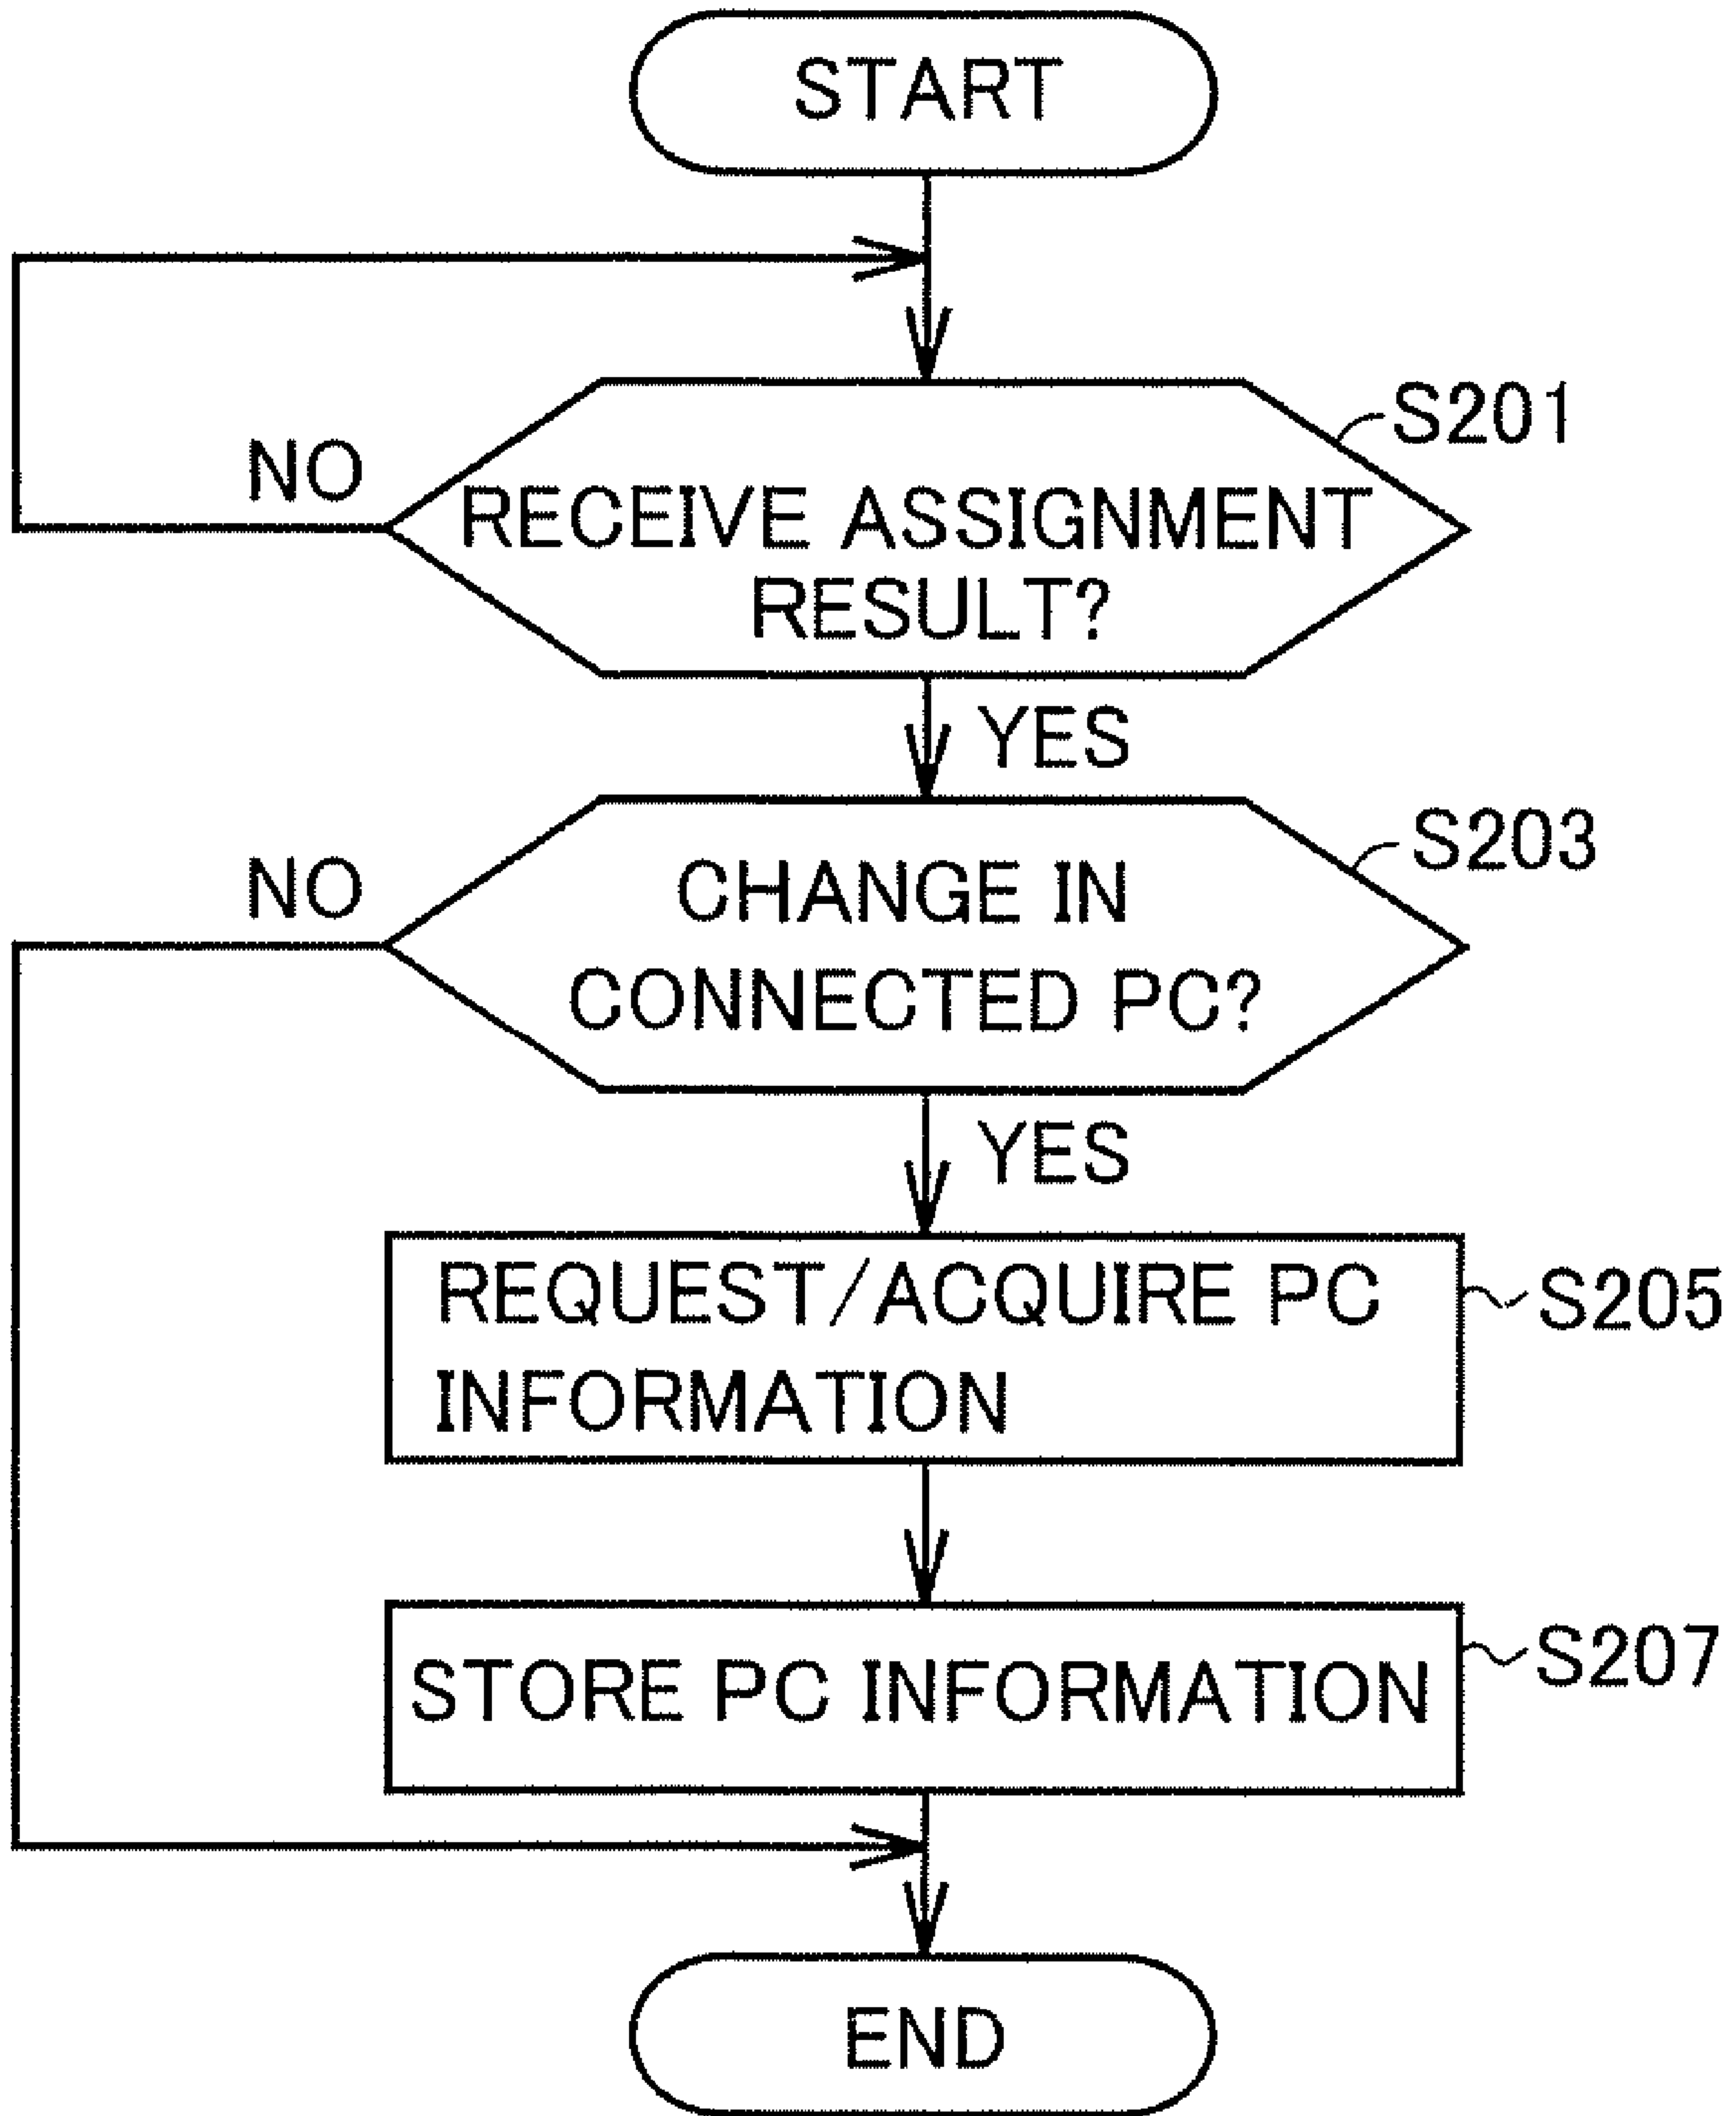 START
S201
NO
RECEIVE ASSIGNMENT
RESULT?
YES
S203
NO
CHANGE IN
CONNECTED PC?
YES
REQUEST/ACQUIRE PC
INFORMATION
S205
STORE PC INFORMATION
S207
END